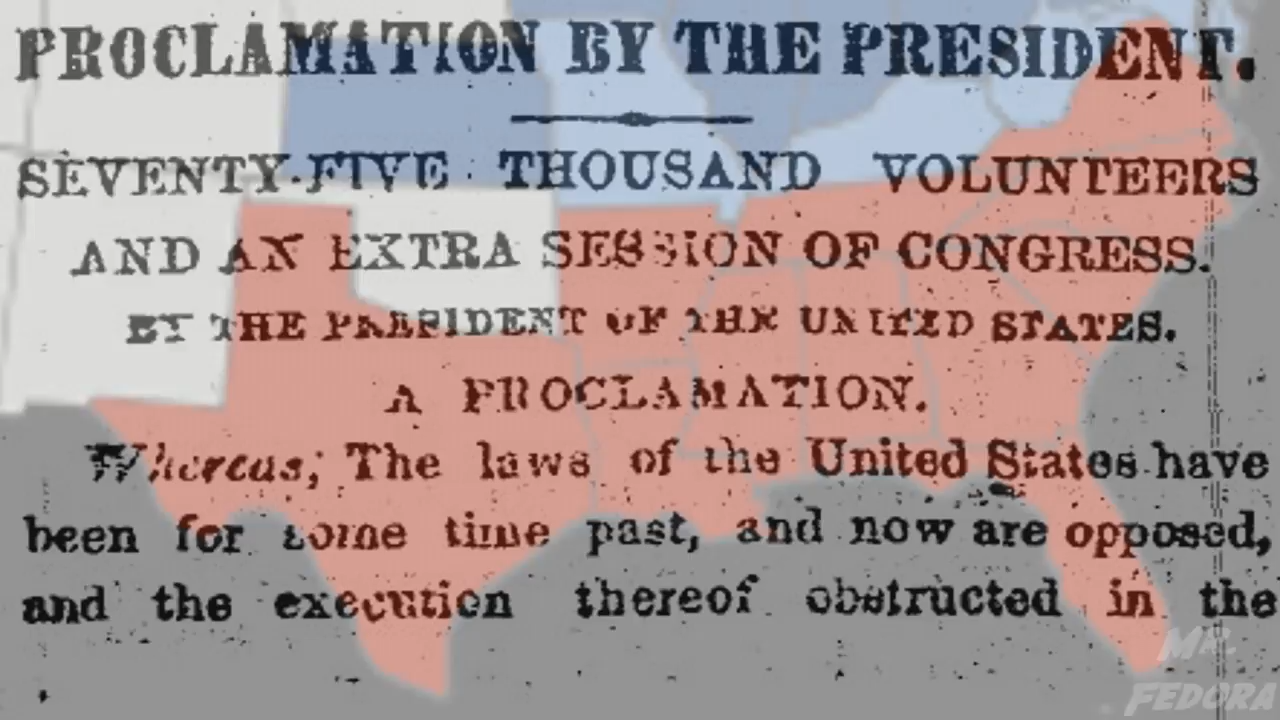 PROCLAMATION BY THE PRESIDENT.
SEVENTY-FIVE THOUSAND VOLUNTEERS
AND AN EXTRA SESSION OF CONGRESS.
BY THE PRESIDENT OF THE UNITED STATES.
A PROCLAMATION.
Whereas, The laws of the United States have
been for some time past, and now are opposed,
and the execution thereof obstructed in the
MR.
FEDORA